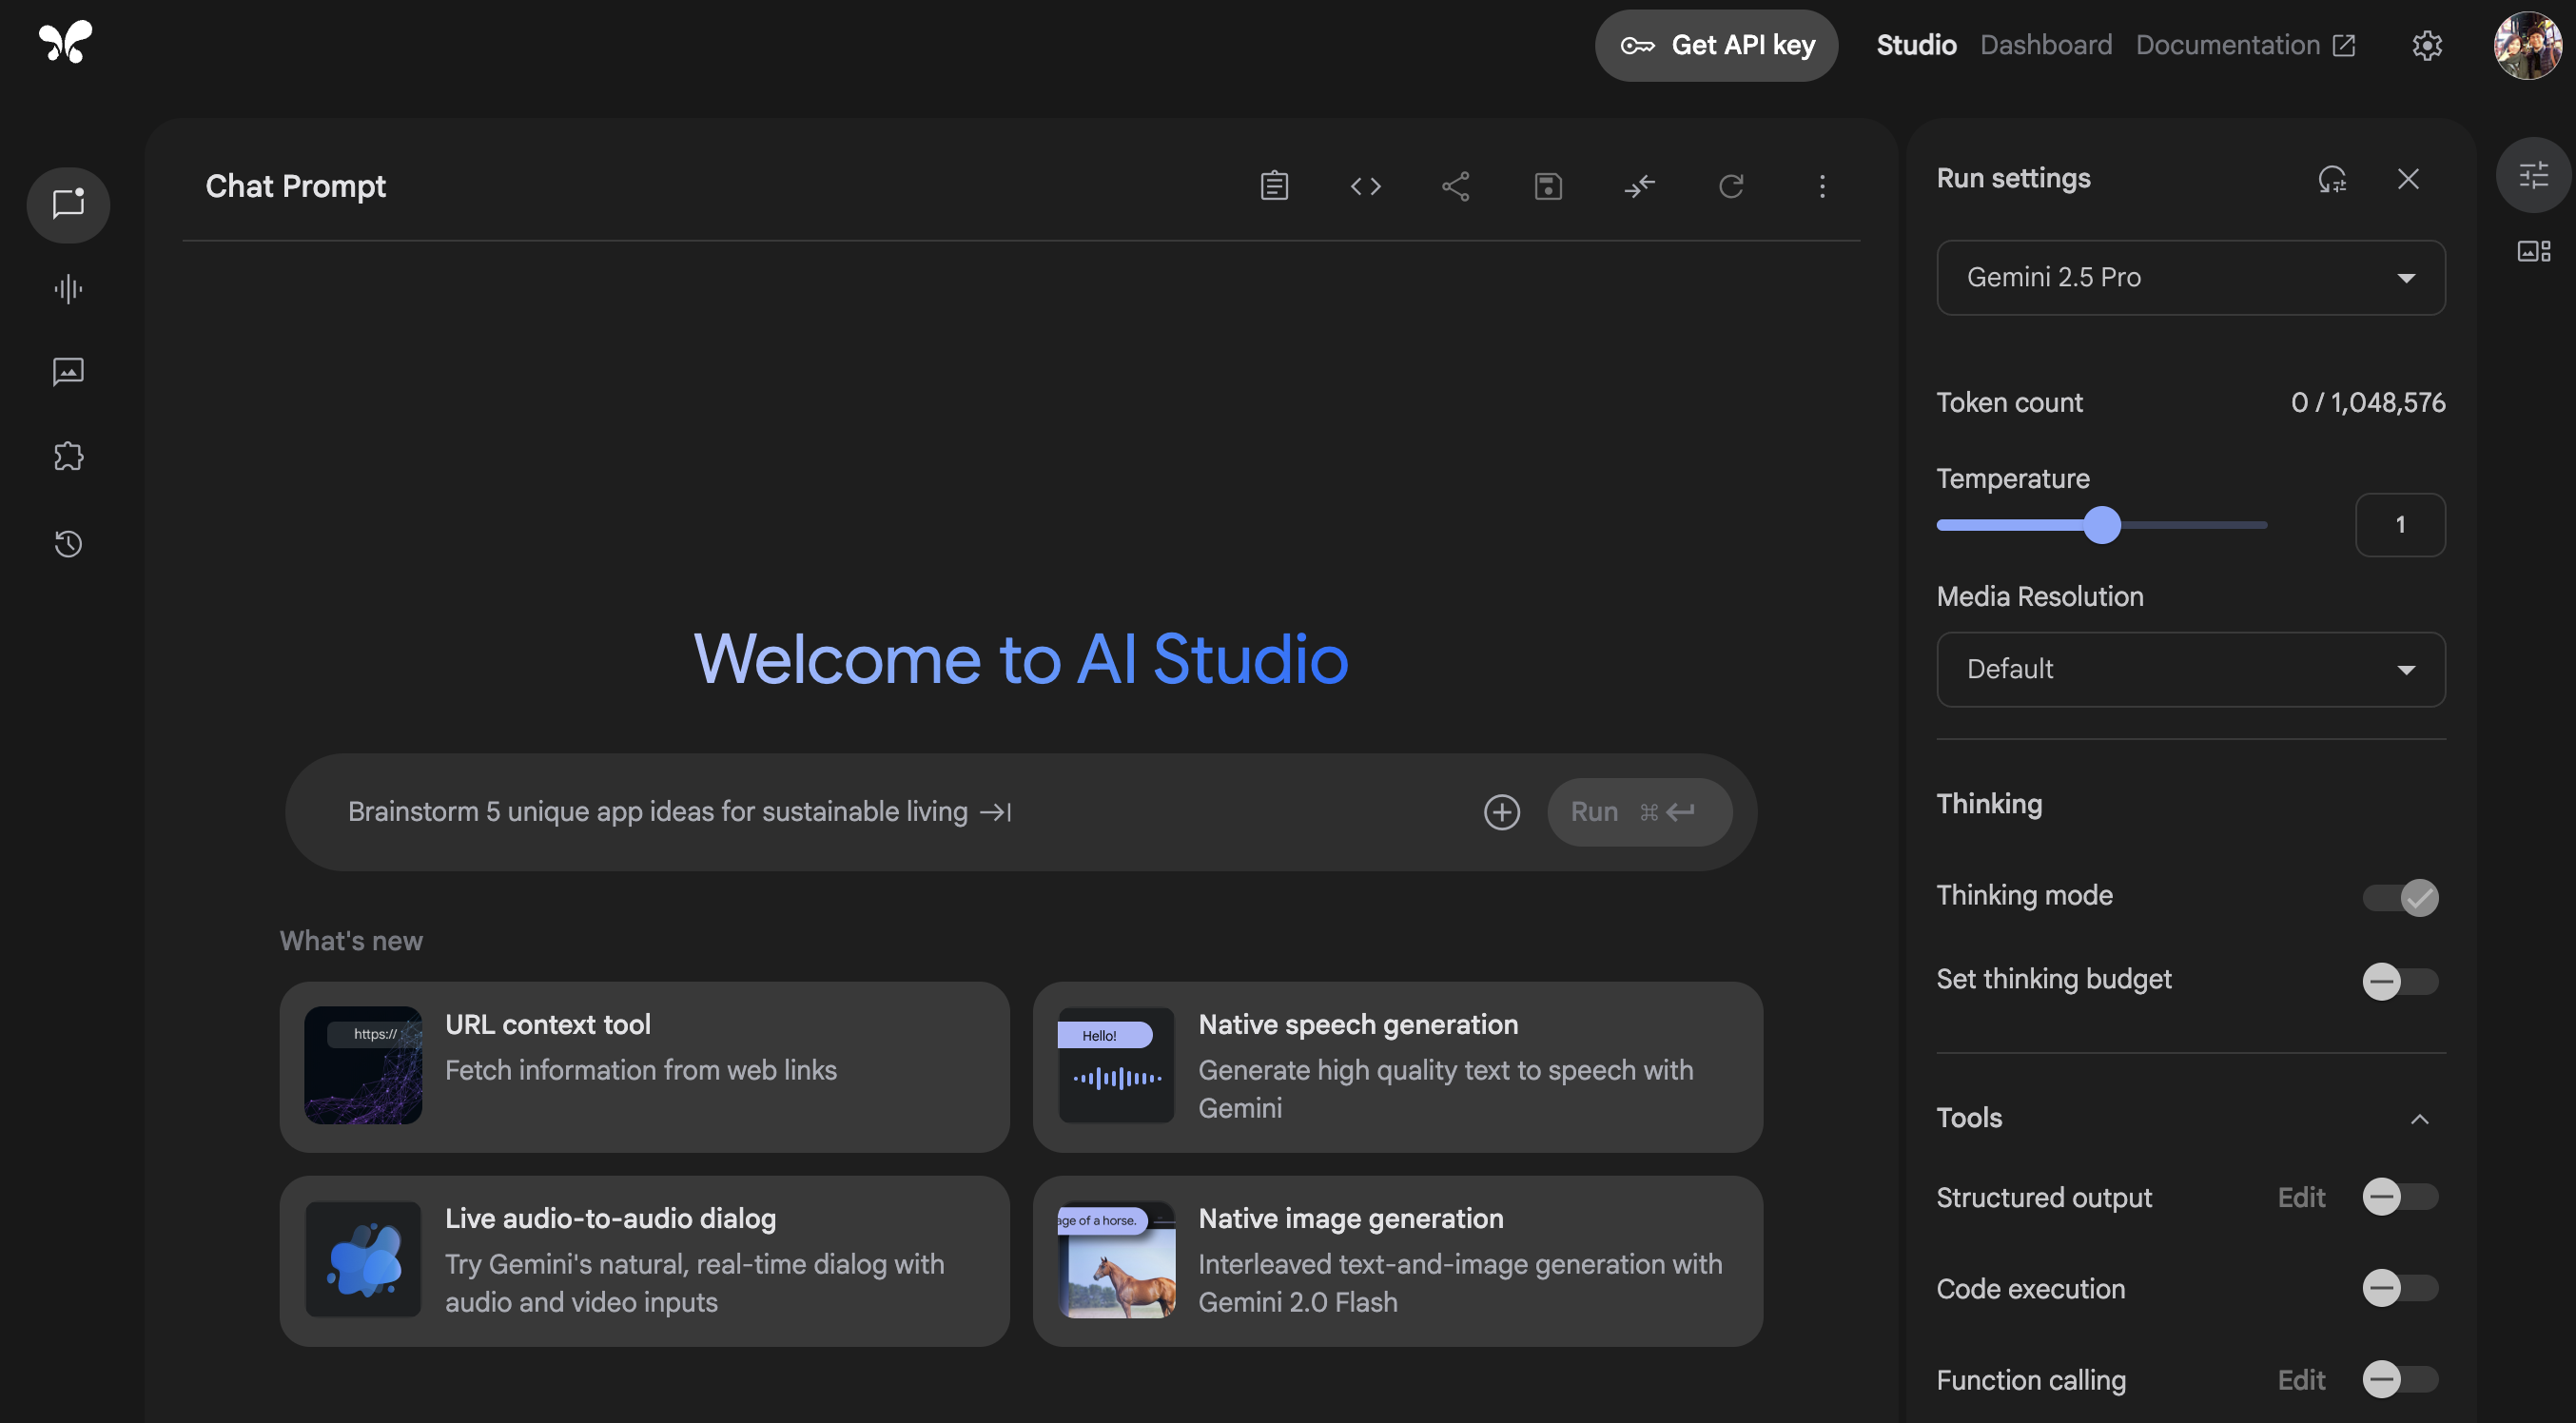 Get API key
Studio
Dashboard
Documentation
Chat Prompt
Welcome to AI Studio
Brainstorm 5 unique app ideas for sustainable living
Run ⌘
What's new
https://
URL context tool
Fetch information from web links
Hello!
Native speech generation
Generate high quality text to speech with
Gemini
Live audio-to-audio dialog
Try Gemini's natural, real-time dialog with
audio and video inputs
age of a horse.
Native image generation
Interleaved text-and-image generation with
Gemini 2.0 Flash
Run settings
Gemini 2.5 Pro
Token count
0 / 1,048,576
Temperature
1
Media Resolution
Default
Thinking
Thinking mode
Set thinking budget
Tools
Structured output
Edit
Code execution
Function calling
Edit